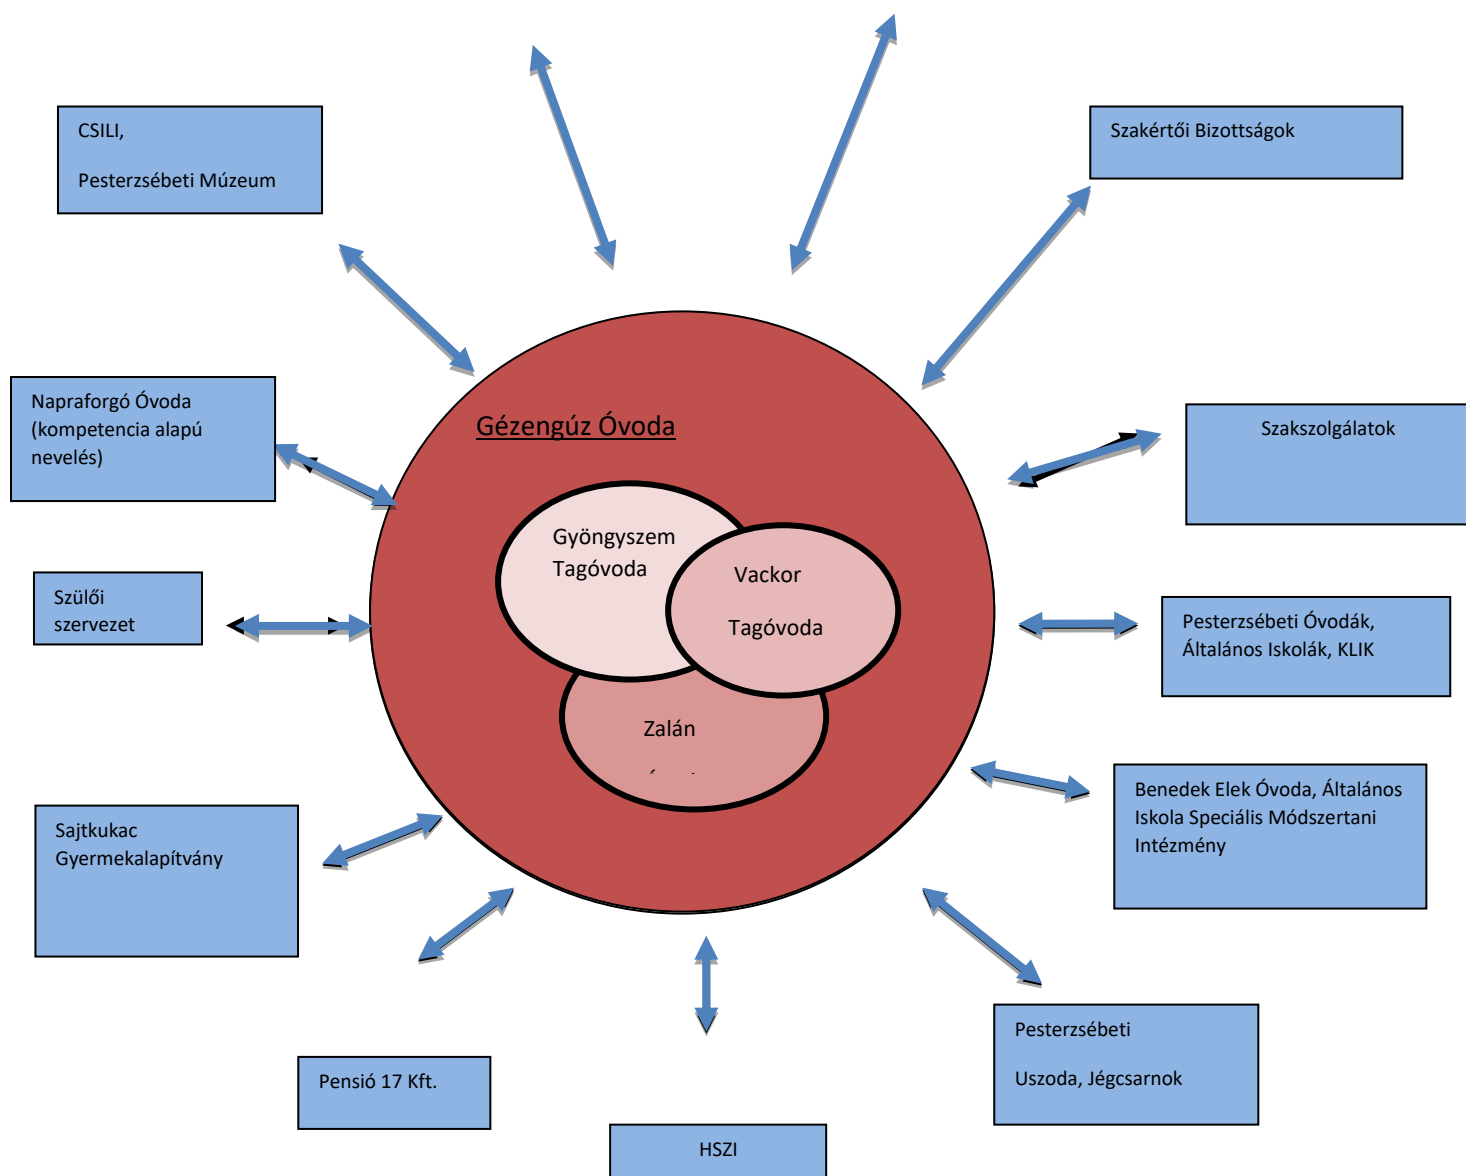 CSILI,
Pesterzsébeti Múzeum
Szakértői Bizottságok
Napraforgó Óvoda
(kompetencia alapú
nevelés)
Gézengúz Óvoda
Szakszolgálatok
Gyöngyszem
Tagóvoda
Vackor
Tagóvoda
Szülői
szervezet
Pesterzsébeti Óvodák,
Általános Iskolák, KLIK
Zalán
Sajtkukac
Gyermekalapítvány
Benedek Elek Óvoda, Általános
Iskola Speciális Módszertani
Intézmény
Pesterzsébeti
Uszoda, Jégcsarnok
Pensió 17 Kft.
HSZI